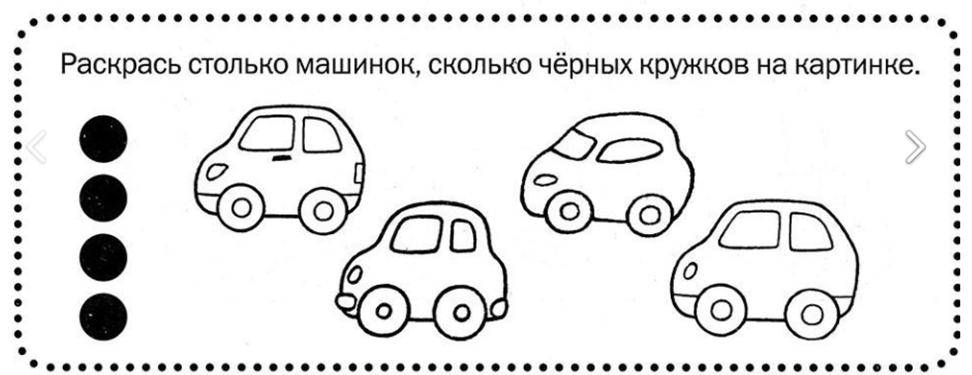 Раскрась столько машинок, сколько чёрных кружков на картинке.